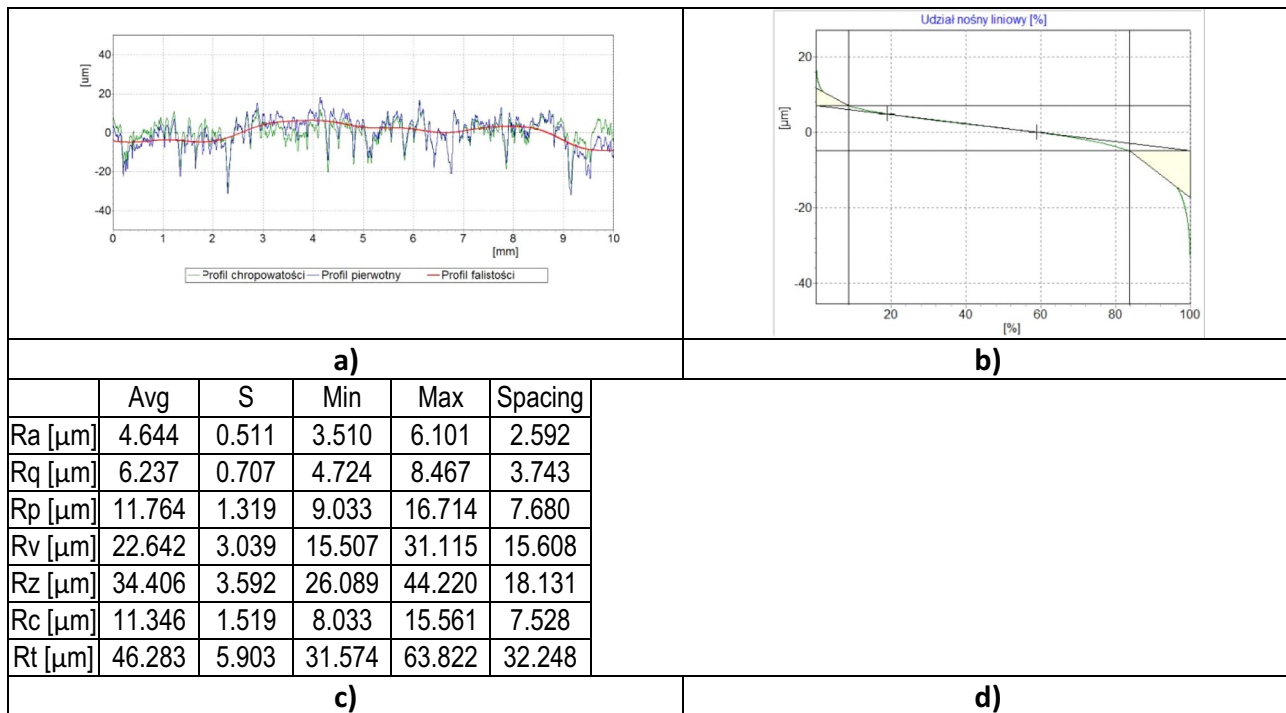 [um]
40
20
0
-20
-40
0 1 2 3 4 5 6 7 8 9 10
[mm]
Profil chropowatości Profil pierwotny Profil falistości
Udział nośny liniowy [%]
[µm]
20
0
-20
-40
20 40 60 80 100
[%]
a) b)
Avg S Min Max Spacing
Ra [µm] 4.644 0.511 3.510 6.101 2.592
Rq [µm] 6.237 0.707 4.724 8.467 3.743
Rp [µm] 11.764 1.319 9.033 16.714 7.680
Rv [µm] 22.642 3.039 15.507 31.115 15.608
Rz [µm] 34.406 3.592 26.089 44.220 18.131
Rc [µm] 11.346 1.519 8.033 15.561 7.528
Rt [µm] 46.283 5.903 31.574 63.822 32.248
c) d)